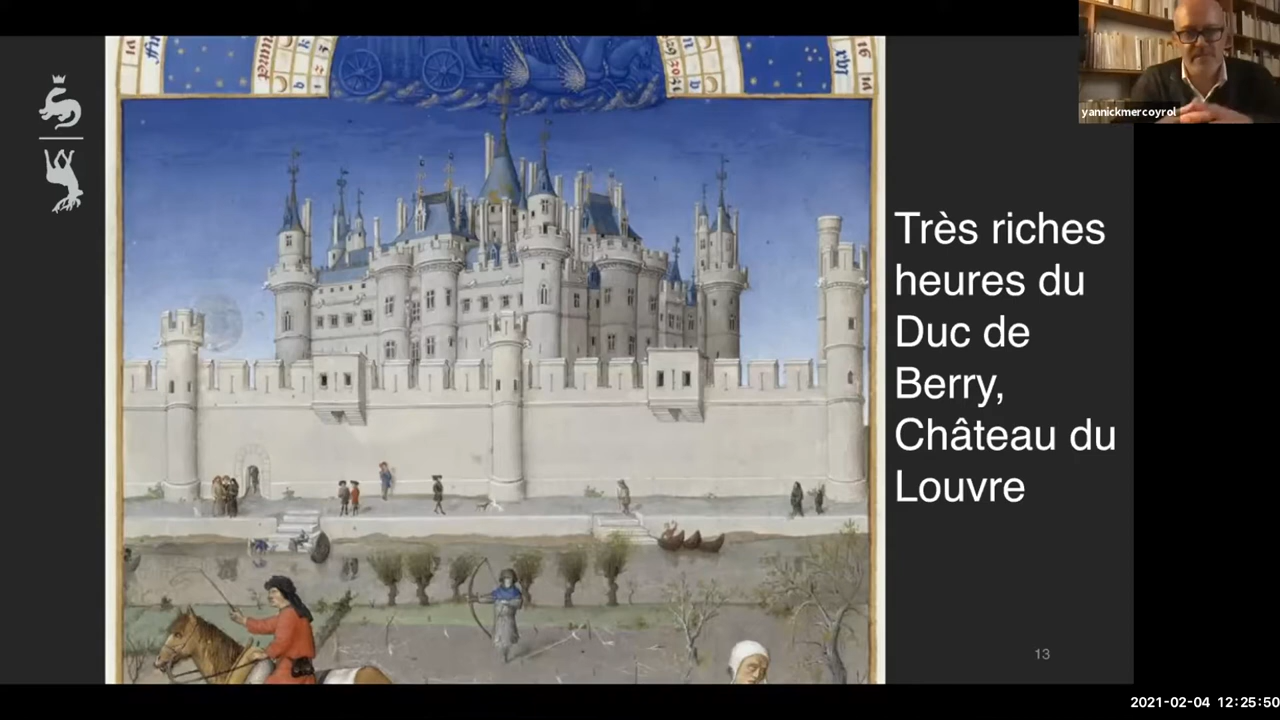 yannickmercoyrol
Très riches
heures du
Duc de
Berry,
Château du
Louvre
13
2021-02-04 12:25:50